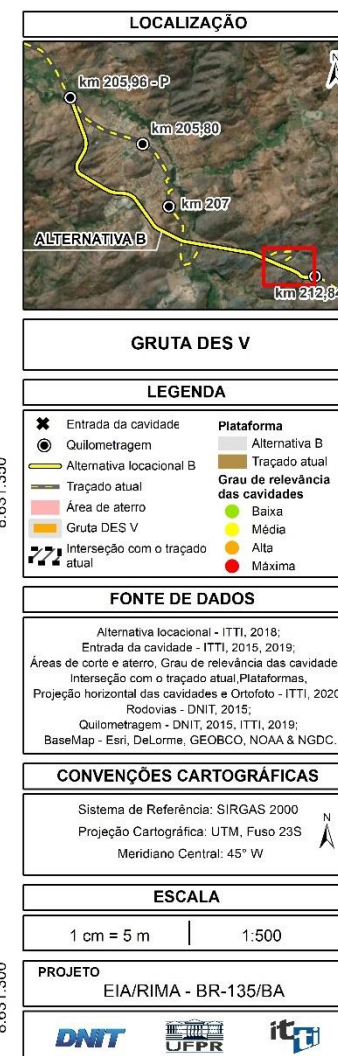 LOCALIZAÇÃO
N
km 205,96 - P
km 205,80
km 207
ALTERNATIVA B
km 212,84
GRUTA DES V
LEGENDA
Entrada da cavidade
Quilometragem
Alternativa locacional B
Traçado atual
Área de aterro
Gruta DES V
Interseção com o traçado
atual
Plataforma
Alternativa B
Traçado atual
Grau de relevância
das cavidades
Baixa
Média
Alta
Máxima
8.631.350
FONTE DE DADOS
Alternativa locacional - ITTI, 2018;
Entrada da cavidade - ITTI, 2015, 2019;
Áreas de corte e aterro, Grau de relevância das cavidade
Interseção com o traçado atual,Plataformas,
Projeção horizontal das cavidades e Ortofoto - ITTI, 2020
Rodovias - DNIT, 2015;
Quilometragem - DNIT, 2015, ITTI, 2019;
BaseMap - Esri, DeLorme, GEOBCO, NOAA & NGDC.
CONVENÇÕES CARTOGRÁFICAS
Sistema de Referência: SIRGAS 2000
Projeção Cartográfica: UTM, Fuso 23S
Meridiano Central: 45° W
N
ESCALA
1 cm = 5 m
1:500
8.631.300
PROJETO
EIA/RIMA - BR-135/BA
DNIT
UFPR
itti